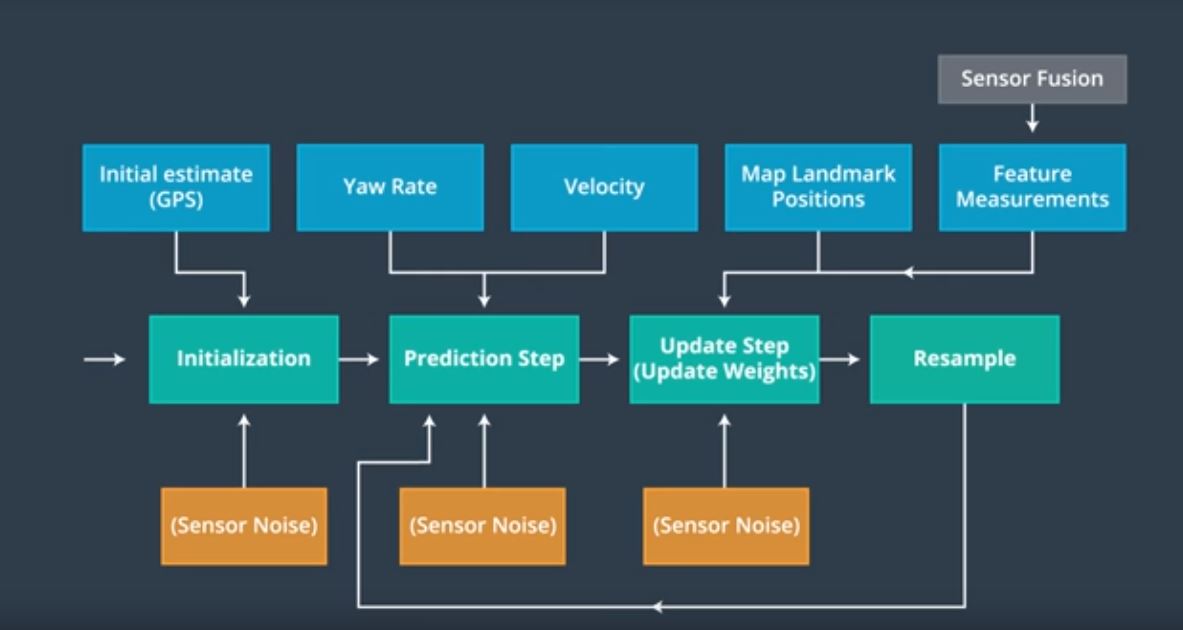 Sensor Fusion
Initial estimate
(GPS)
Yaw Rate
Velocity
Map Landmark
Positions
Feature
Measurements
Initialization
Prediction Step
Update Step
(Update Weights)
Resample
(Sensor Noise)
(Sensor Noise)
(Sensor Noise)